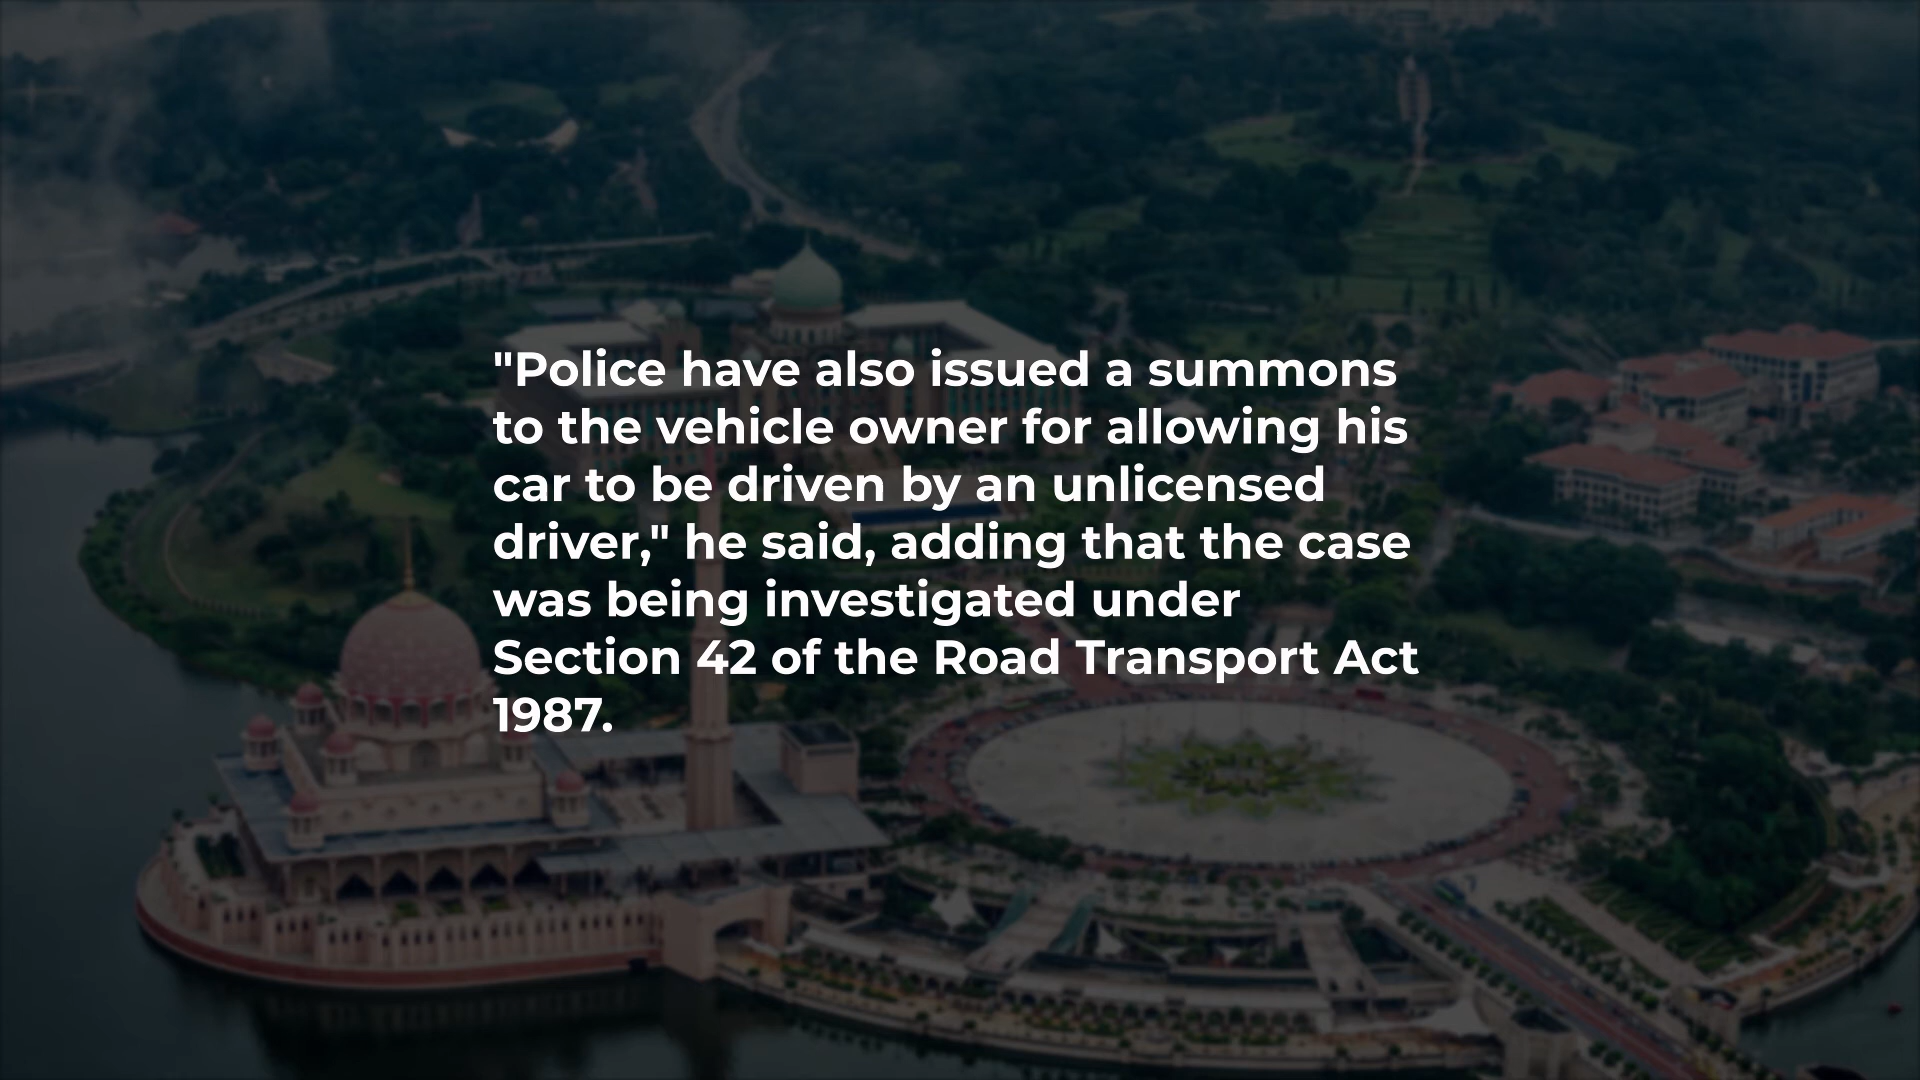 "Police have also issued a summons
to the vehicle owner for allowing his
car to be driven by an unlicensed
driver," he said, adding that the case
was being investigated under
Section 42 of the Road Transport Act
1987.